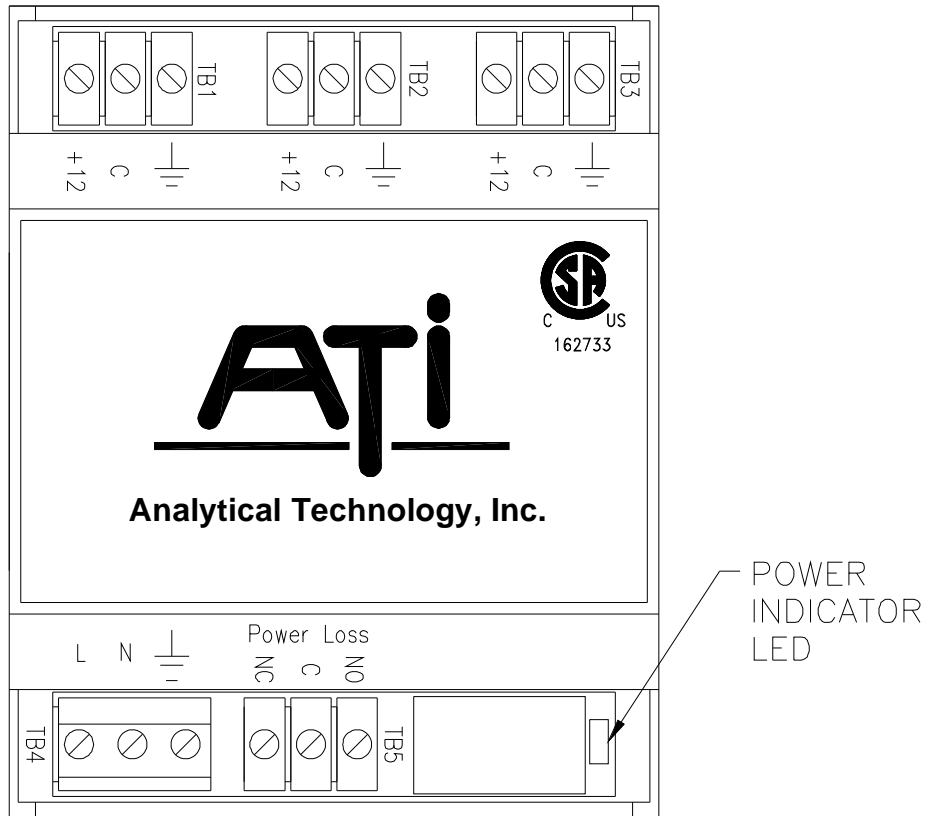 TB1
TB2
TB3
+12 C
+12 C
+12 C
SA
C US
162733
ATi
Analytical Technology, Inc.
POWER
INDICATOR
LED
L N
Power Loss
NC C NO
TB4
TB5